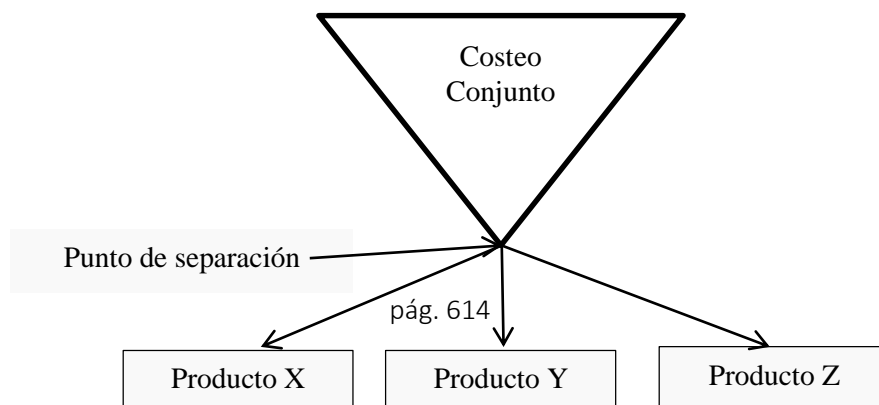 Costeo
Conjunto
Punto de separación
pág. 614
Producto X
Producto Y
Producto Z